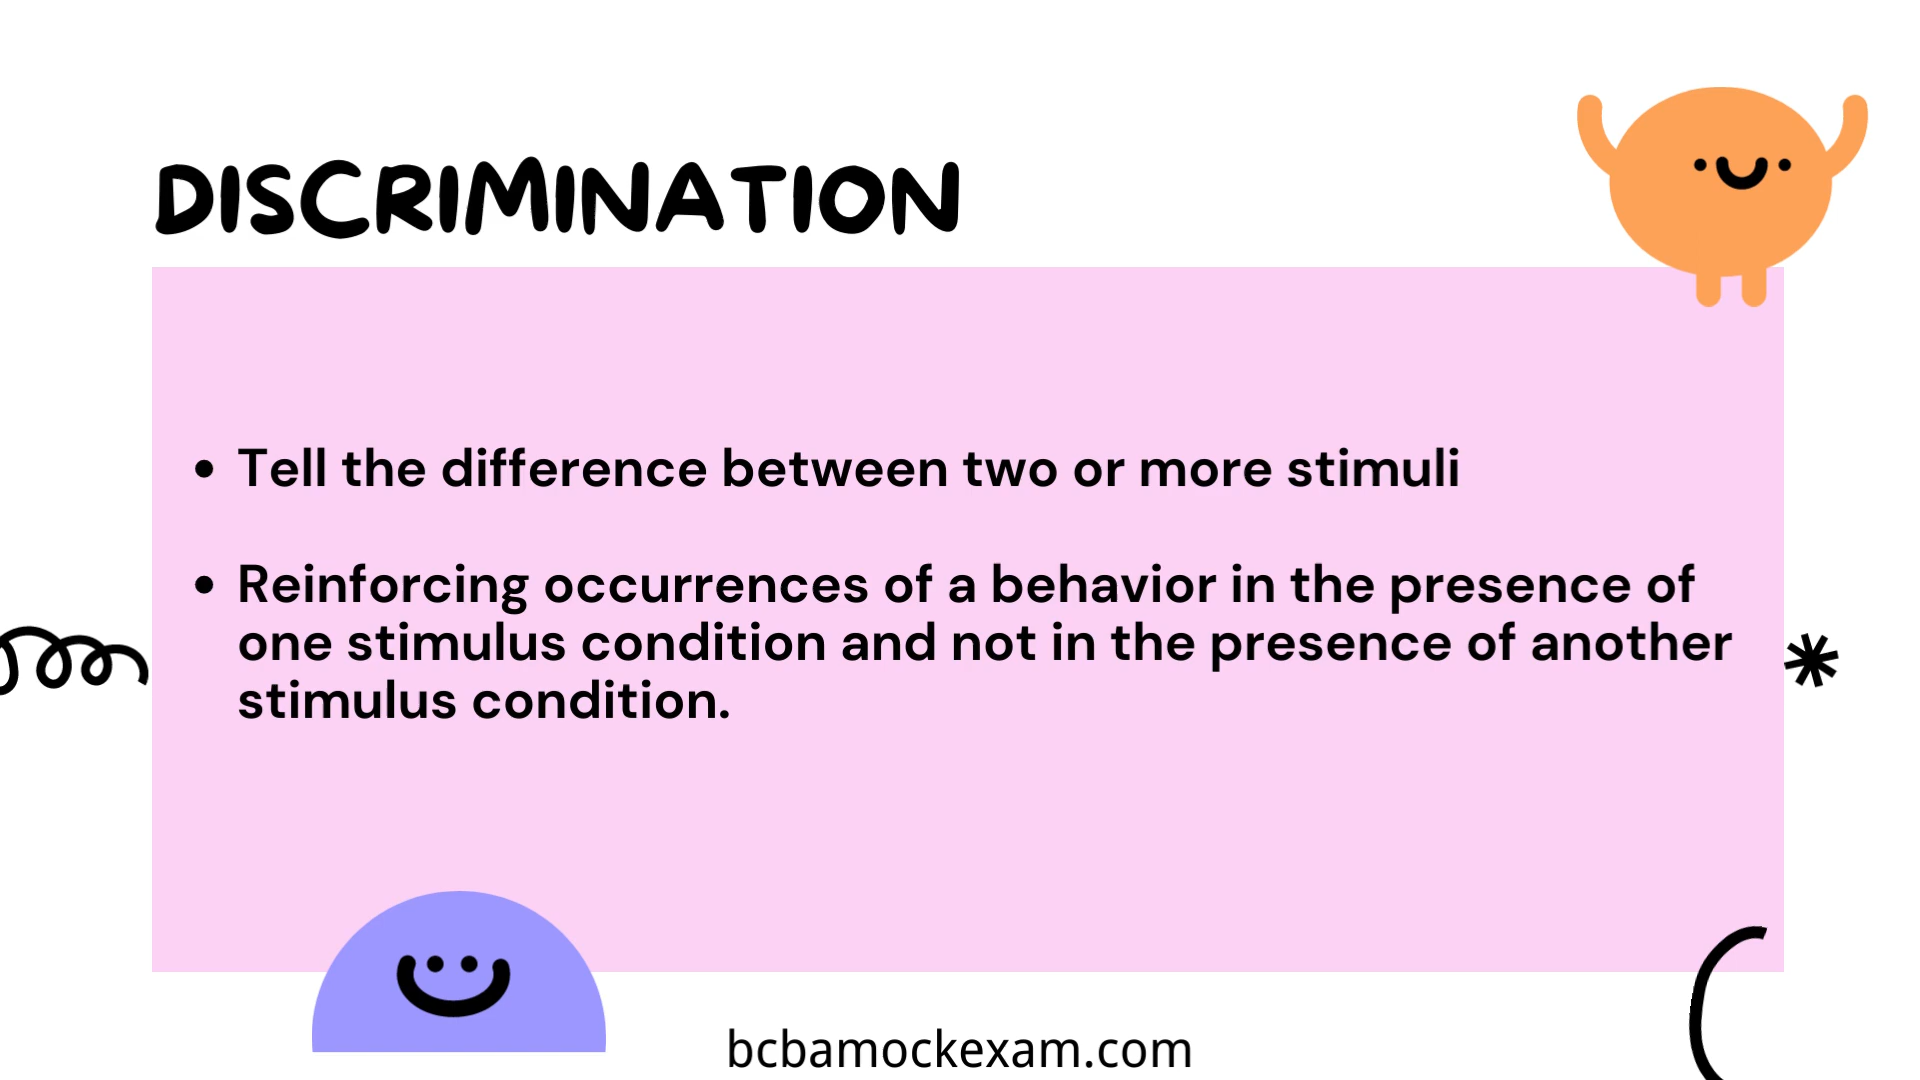 DISCRIMINATION
• Tell the difference between two or more stimuli
• Reinforcing occurrences of a behavior in the presence of
one stimulus condition and not in the presence of another
stimulus condition.
bcbamockexam.com